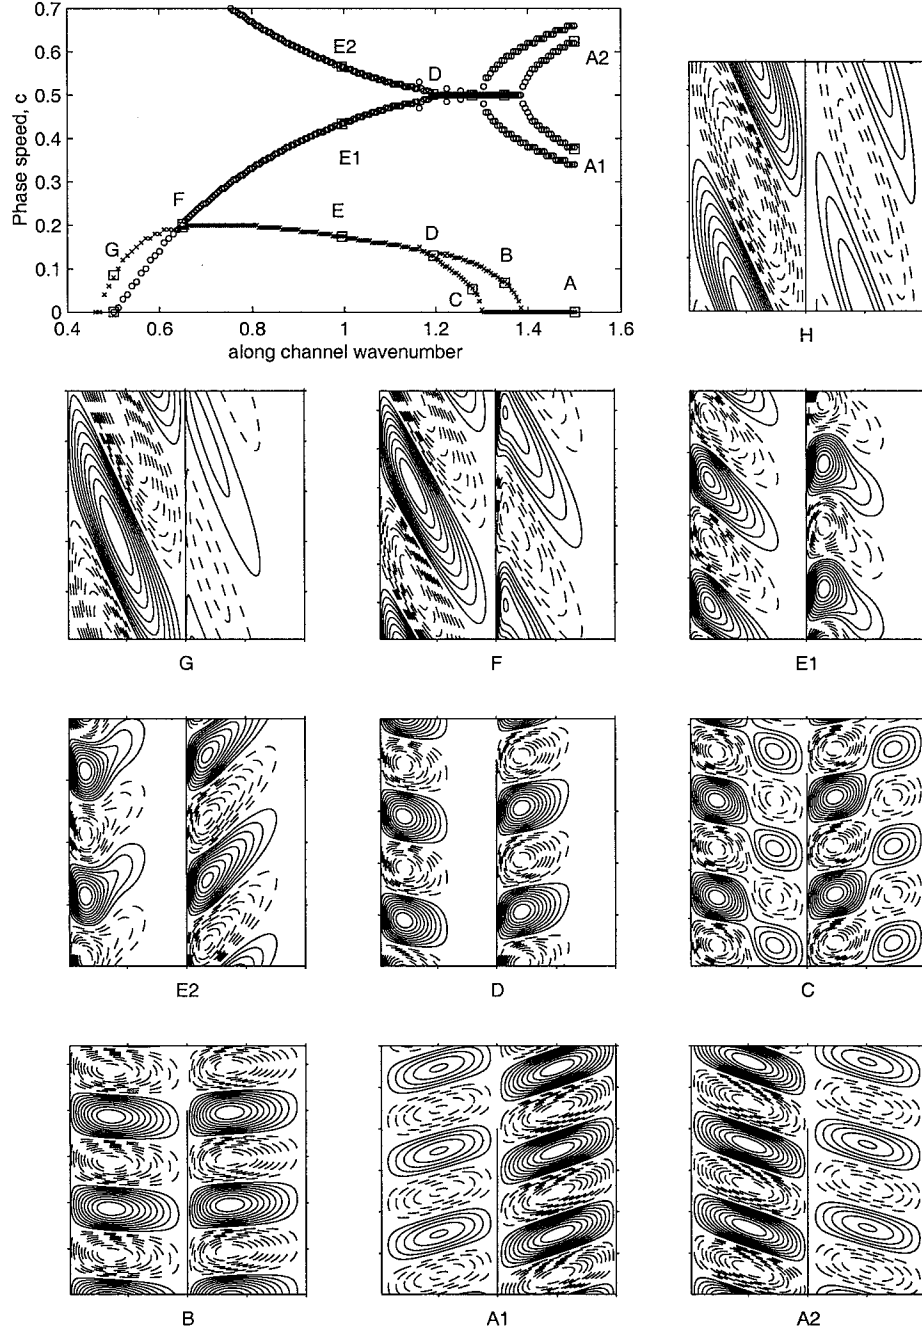 0.7
0.6
0.5
0.4
0.3
0.2
0.1
0
Phase speed, c
0.4
0.6
0.8
1
1.2
1.4
1.6
along channel wavenumber
E2
D
A2
E1
A1
F
G
E
D
B
C
A
H
G
F
E1
E2
D
C
B
A1
A2